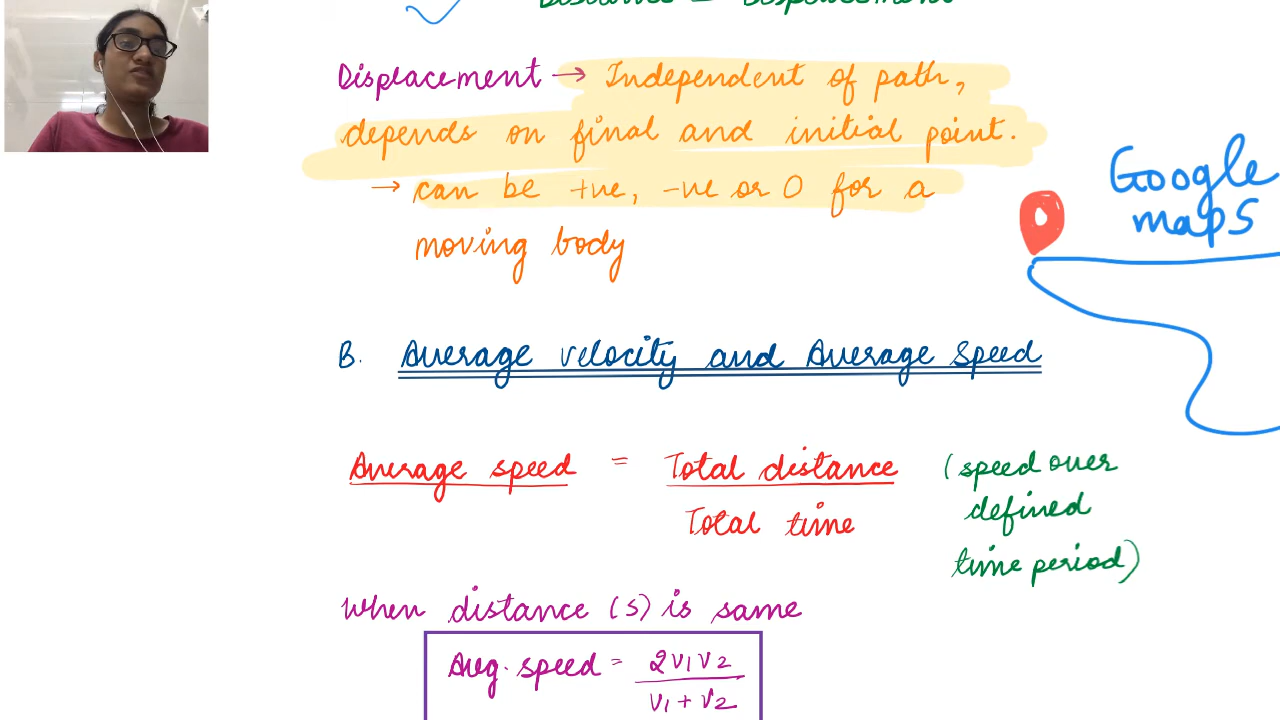 Distance = Displacement
Displacement → Independent of path,
depends on final and initial point.
→ can be +ve, -ve or 0 for a
moving body
Google
maps
B. Average velocity and Average Speed
Average speed = Total distance
Total time
(speed over
defined
time period)
When distance (s) is same
Avg. speed = 2v1v2
v1 + v2